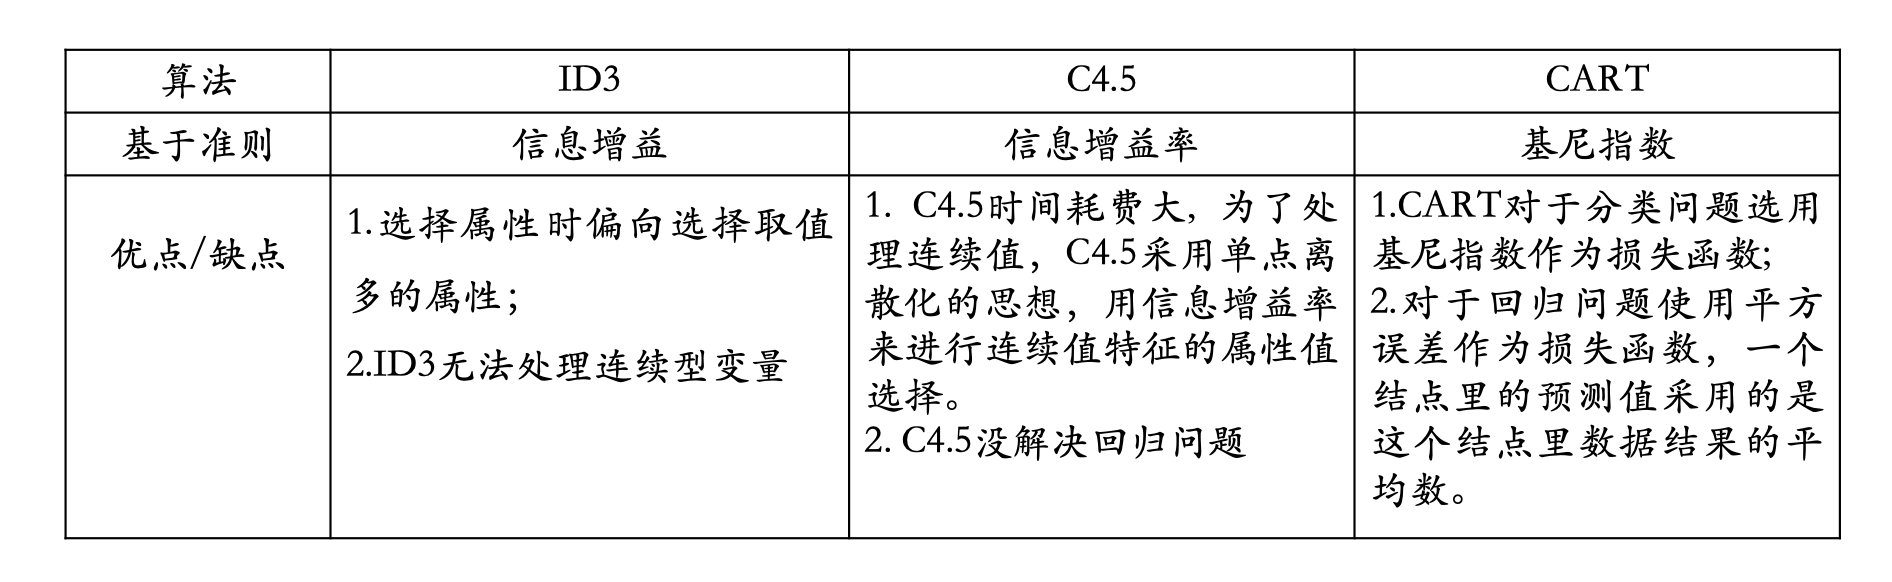 算法
ID3
C4.5
CART
基于准则
信息增益
信息增益率
基尼指数
优点/缺点
1.选择属性时偏向选择取值
多的属性；
2.ID3无法处理连续型变量
1. C4.5时间耗费大，为了处
理连续值，C4.5采用单点离
散化的思想，用信息增益率
来进行连续值特征的属性值
选择。
2. C4.5没解决回归问题
1.CART对于分类问题选用
基尼指数作为损失函数;
2.对于回归问题使用平方
误差作为损失函数，一个
结点里的预测值采用的是
这个结点里数据结果的平
均数。